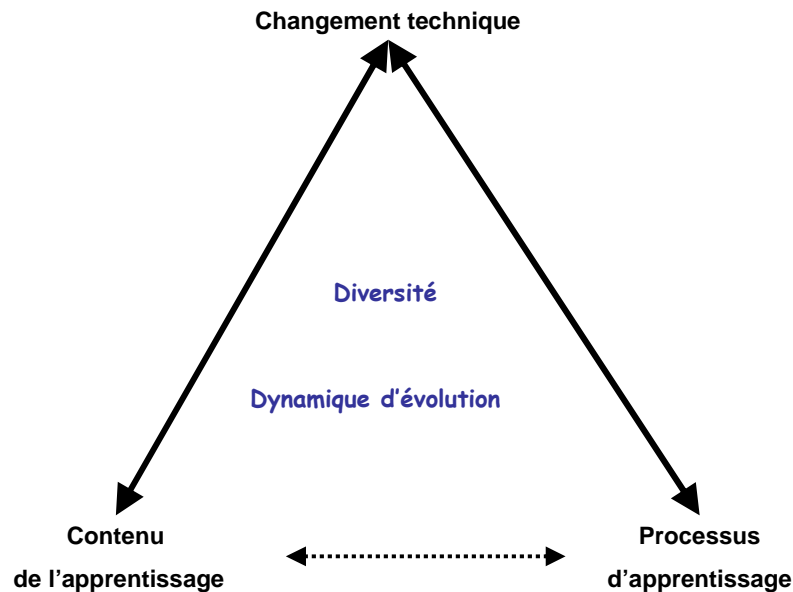 Changement technique
Diversité
Dynamique d'évolution
Contenu
de l'apprentissage
Processus
d'apprentissage